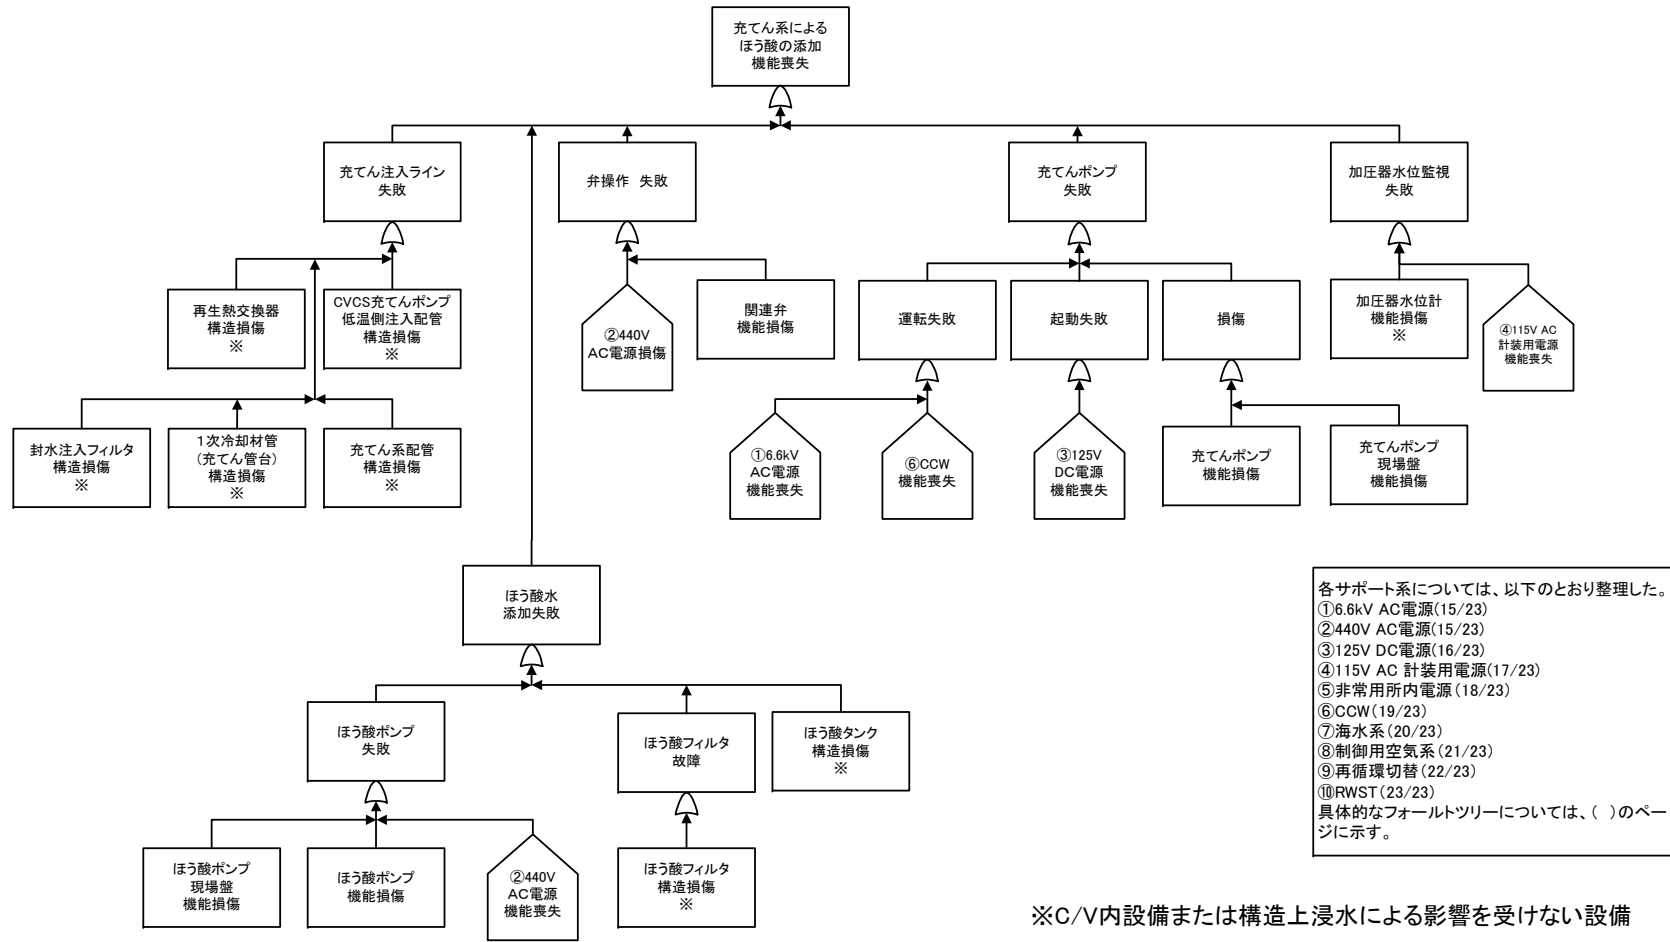 充てん系による
ほう酸の添加
機能喪失
充てん注入ライン
失敗
弁操作 失敗
充てんポンプ
失敗
加圧器水位監視
失敗
再生熱交換器
構造損傷
※
CVCS充てんポンプ
低温側注入配管
構造損傷
※
②440V
AC電源損傷
関連弁
機能損傷
運転失敗
起動失敗
損傷
加圧器水位計
機能損傷
※
④115V AC
計装用電源
機能喪失
封水注入フィルタ
構造損傷
※
1次冷却材管
(充てん管台)
構造損傷
※
充てん系配管
構造損傷
※
①6.6kV
AC電源
機能喪失
⑥CCW
機能喪失
③125V
DC電源
機能喪失
充てんポンプ
機能損傷
充てんポンプ
現場盤
機能損傷
ほう酸水
添加失敗
ほう酸ポンプ
失敗
ほう酸フィルタ
故障
ほう酸タンク
構造損傷
※
ほう酸ポンプ
現場盤
機能損傷
ほう酸ポンプ
機能損傷
②440V
AC電源
機能喪失
ほう酸フィルタ
構造損傷
※
各サポート系については、以下のとおり整理した。
①6.6kV AC電源(15/23)
②440V AC電源(15/23)
③125V DC電源(16/23)
④115V AC 計装用電源(17/23)
⑤非常用所内電源(18/23)
⑥CCW(19/23)
⑦海水系(20/23)
⑧制御用空気系(21/23)
⑨再循環切替(22/23)
⑩RWST(23/23)
具体的なフォールトツリーについては、( )のペー
ジに示す。
※C/V内設備または構造上浸水による影響を受けない設備